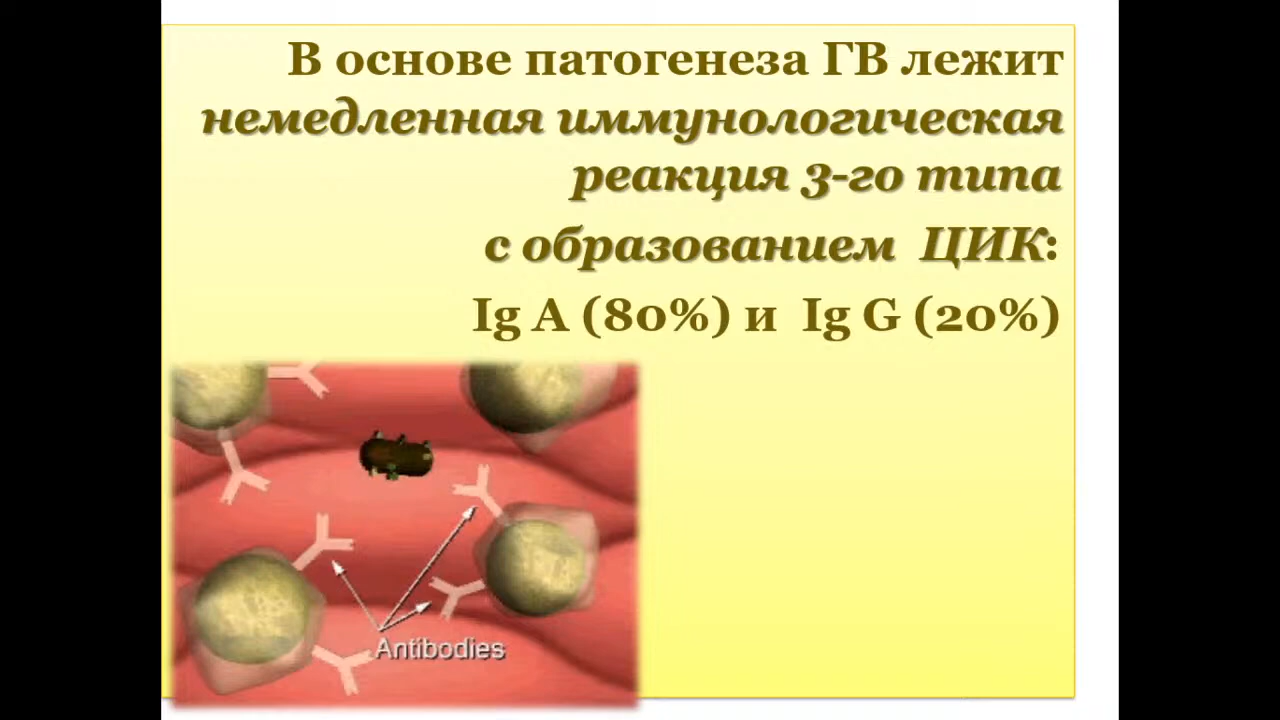 В основе патогенеза ГВ лежит
немедленная иммунологическая
реакция 3-го типа
с образованием ЦИК:
Ig A (80%) и Ig G (20%)
Antibodies